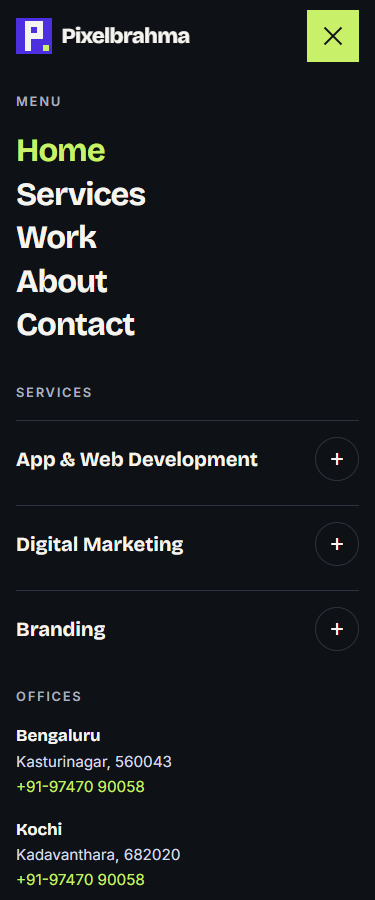 Pixelbrahma
MENU
Home
Services
Work
About
Contact
SERVICES
App & Web Development
Digital Marketing
Branding
OFFICES
Bengaluru
Kasturinagar, 560043
+91-97470 90058
Kochi
Kadavanthara, 682020
+91-97470 90058